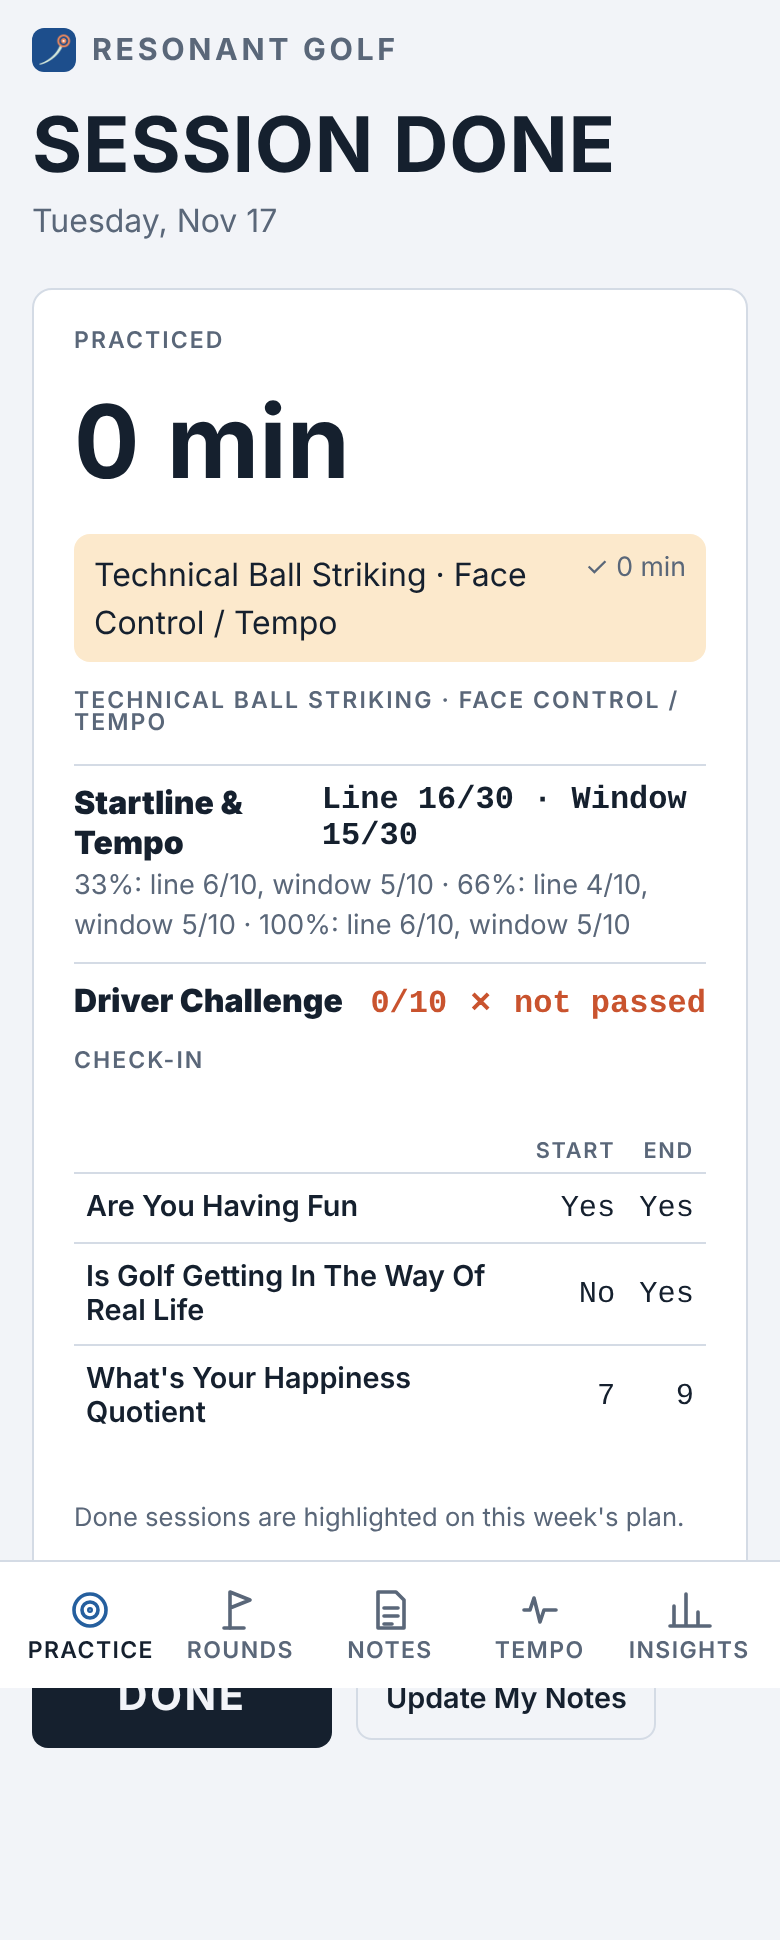 RESONANT GOLF
SESSION DONE
Tuesday, Nov 17
PRACTICED
0 min
Technical Ball Striking · Face
Control / Tempo
✓ 0 min
TECHNICAL BALL STRIKING · FACE CONTROL /
TEMPO
Startline &
Tempo
Line 16/30 · Window
15/30
33%: line 6/10, window 5/10 · 66%: line 4/10,
window 5/10 · 100%: line 6/10, window 5/10
Driver Challenge 0/10 ✕ not passed
CHECK-IN
START END
Are You Having Fun Yes Yes
Is Golf Getting In The Way Of
Real Life
No Yes
What's Your Happiness
Quotient
7 9
Done sessions are highlighted on this week's plan.
PRACTICE ROUNDS NOTES TEMPO INSIGHTS
DONE Update My Notes